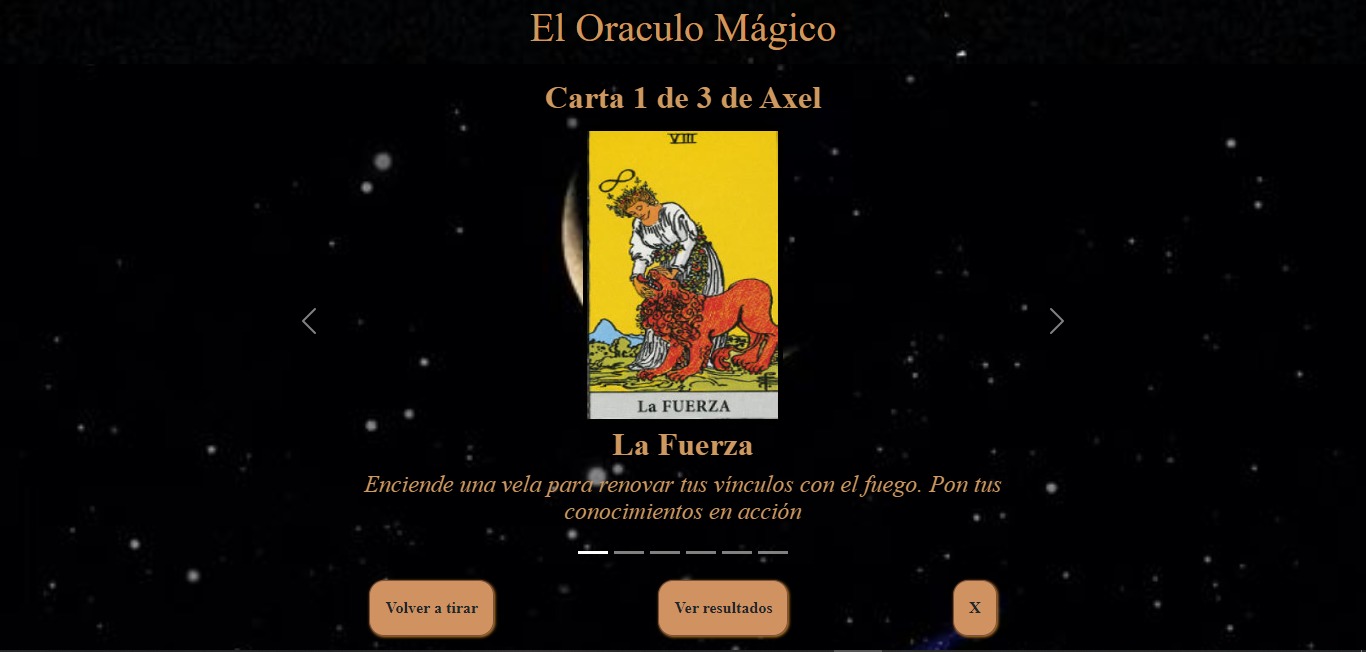 El Oraculo Mágico
Carta 1 de 3 de Axel
VIII
La FUERZA
La Fuerza
Enciende una vela para renovar tus vínculos con el fuego. Pon tus
conocimientos en acción
Volver a tirar
Ver resultados
X